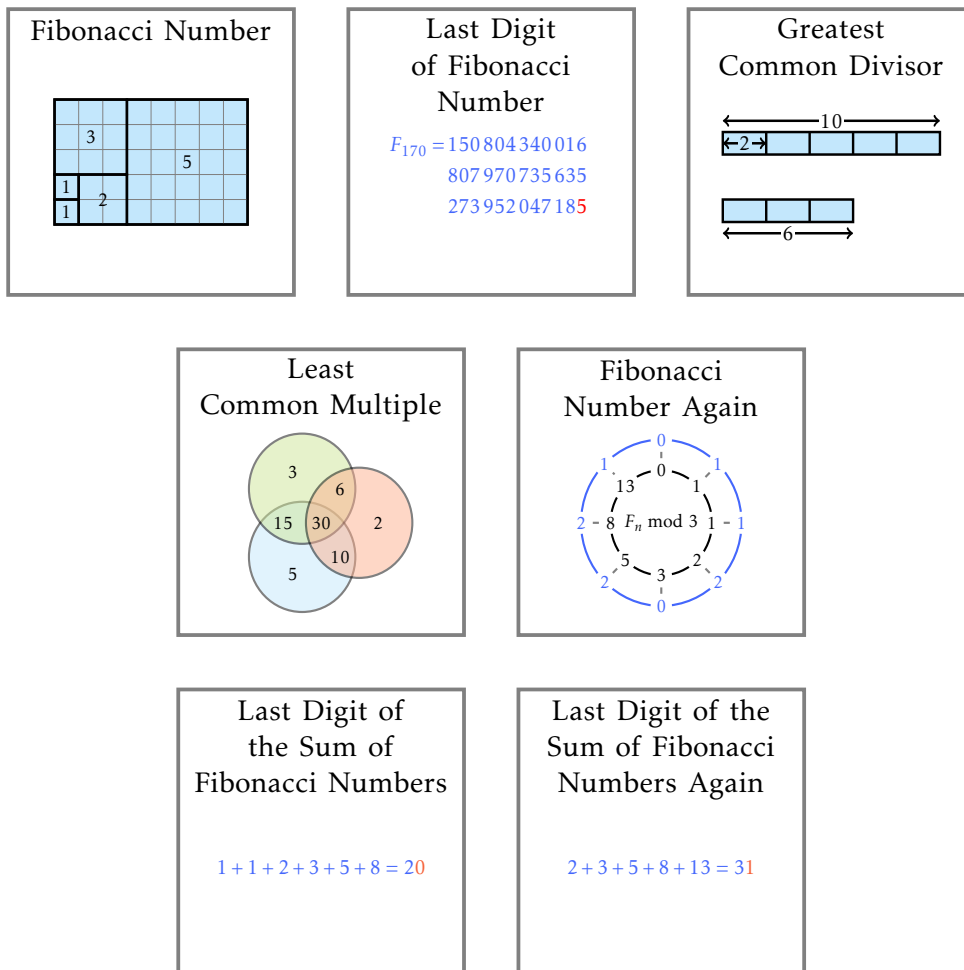 Fibonacci Number
3
5
1
2
1
Last Digit
of Fibonacci
Number
F₁₇₀ = 150 804 340 016
807 970 735 635
273 952 047 185
Greatest
Common Divisor
10
2
6
Least
Common Multiple
3
6
15 30 2
10
5
Fibonacci
Number Again
0
1 0 1
13 1
2 8 Fₙ mod 3 1 1
5 2
2 3 2
0
Last Digit of
the Sum of
Fibonacci Numbers
1 + 1 + 2 + 3 + 5 + 8 = 20
Last Digit of the
Sum of Fibonacci
Numbers Again
2 + 3 + 5 + 8 + 13 = 31